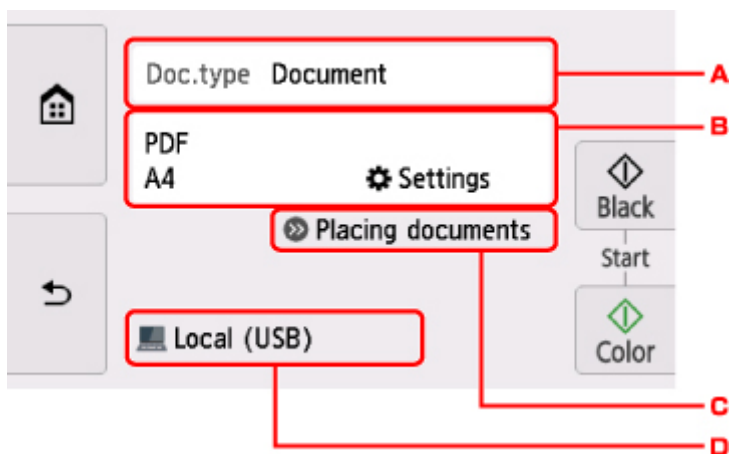 Doc.type Document
A
PDF
B
A4
Settings
Placing documents
Black
Start
Local (USB)
Color
C
D